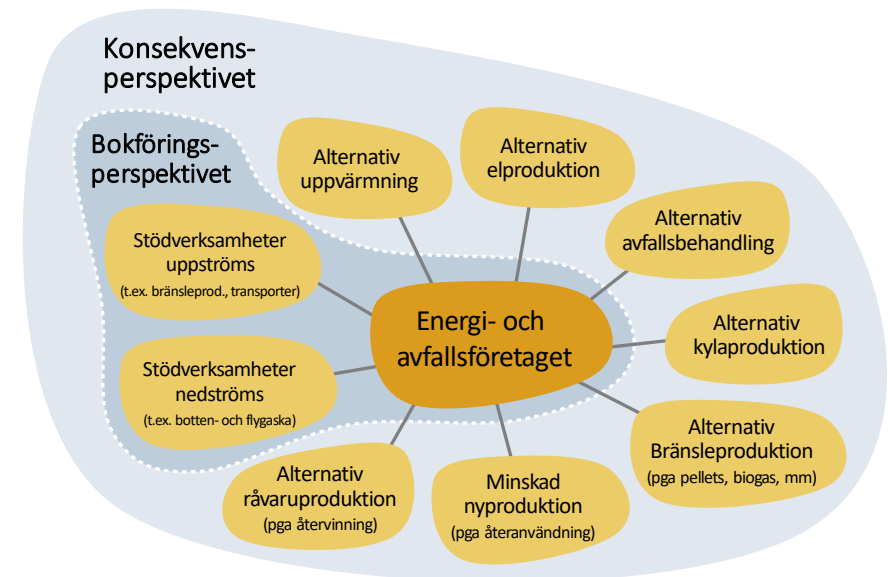 Konsekvens-
perspektivet
Bokförings-
perspektivet
Alternativ
uppvärmning
Alternativ
elproduktion
Alternativ
avfallsbehandling
Stödverksamheter
uppströms
(t.ex. bränsleprod., transporter)
Energi- och
avfallsföretaget
Alternativ
kylaproduktion
Stödverksamheter
nedströms
(t.ex. botten- och flygaska)
Alternativ
Bränsleproduktion
(pga pellets, biogas, mm)
Alternativ
råvaruproduktion
(pga återvinning)
Minskad
nyproduktion
(pga återanvändning)